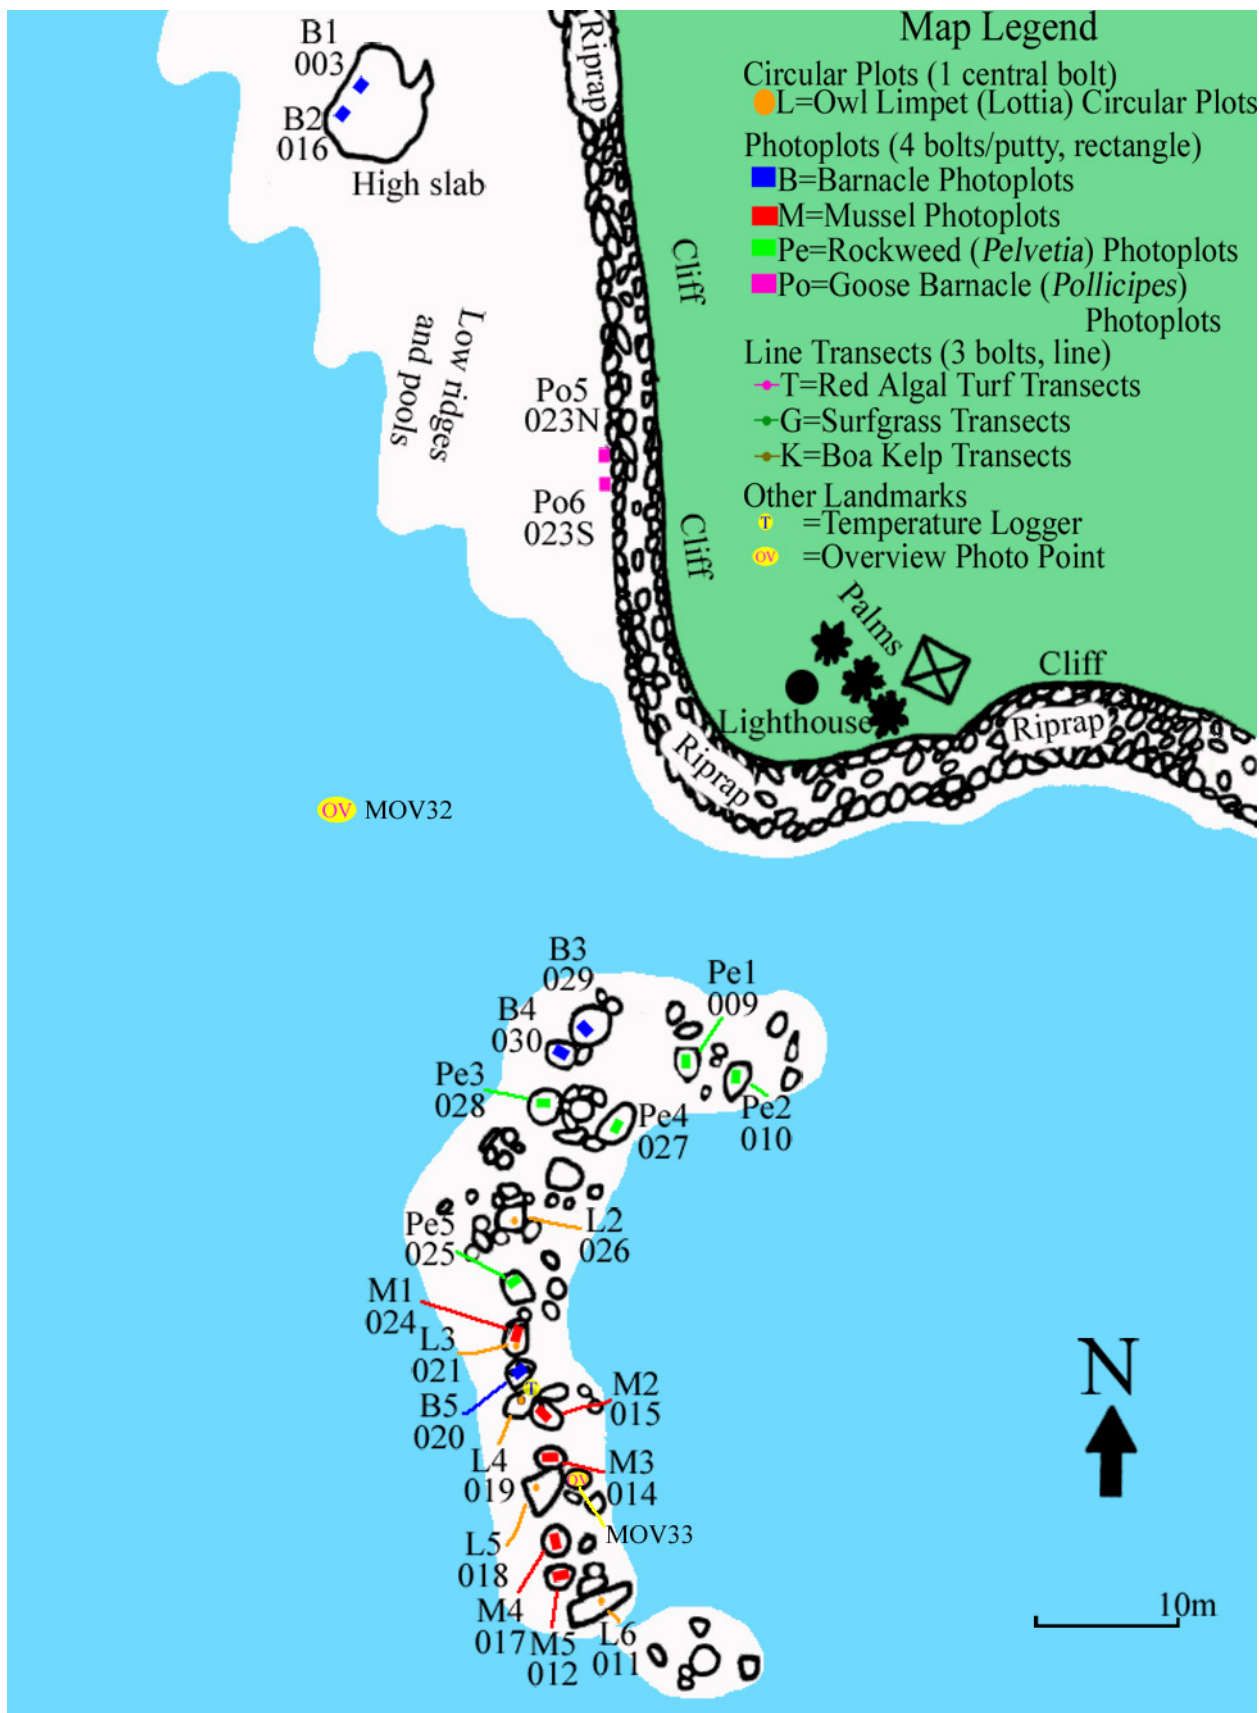 B1
003
B2
016
High slab
Riprap
Map Legend
Circular Plots (1 central bolt)
L=Owl Limpet (Lottia) Circular Plots
Photoplots (4 bolts/putty, rectangle)
B=Barnacle Photoplots
M=Mussel Photoplots
Pe=Rockweed (Pelvetia) Photoplots
Po=Goose Barnacle (Pollicipes)
Photoplots
Line Transects (3 bolts, line)
T=Red Algal Turf Transects
G=Surfgrass Transects
K=Boa Kelp Transects
Other Landmarks
T =Temperature Logger
OV =Overview Photo Point
Cliff
Low ridges
and pools
Po5
023N
Po6
023S
Cliff
Palms
Cliff
Lighthouse
Riprap
Riprap
OV MOV32
B3
029
B4
030
Pe1
009
Pe3
028
Pe4
027
Pe2
010
L2
026
Pe5
025
M1
024
L3
021
T
M2
015
B5
020
L4
019
M3
014
OV
MOV33
L5
018
M4
017
M5
012
L6
011
N
10m